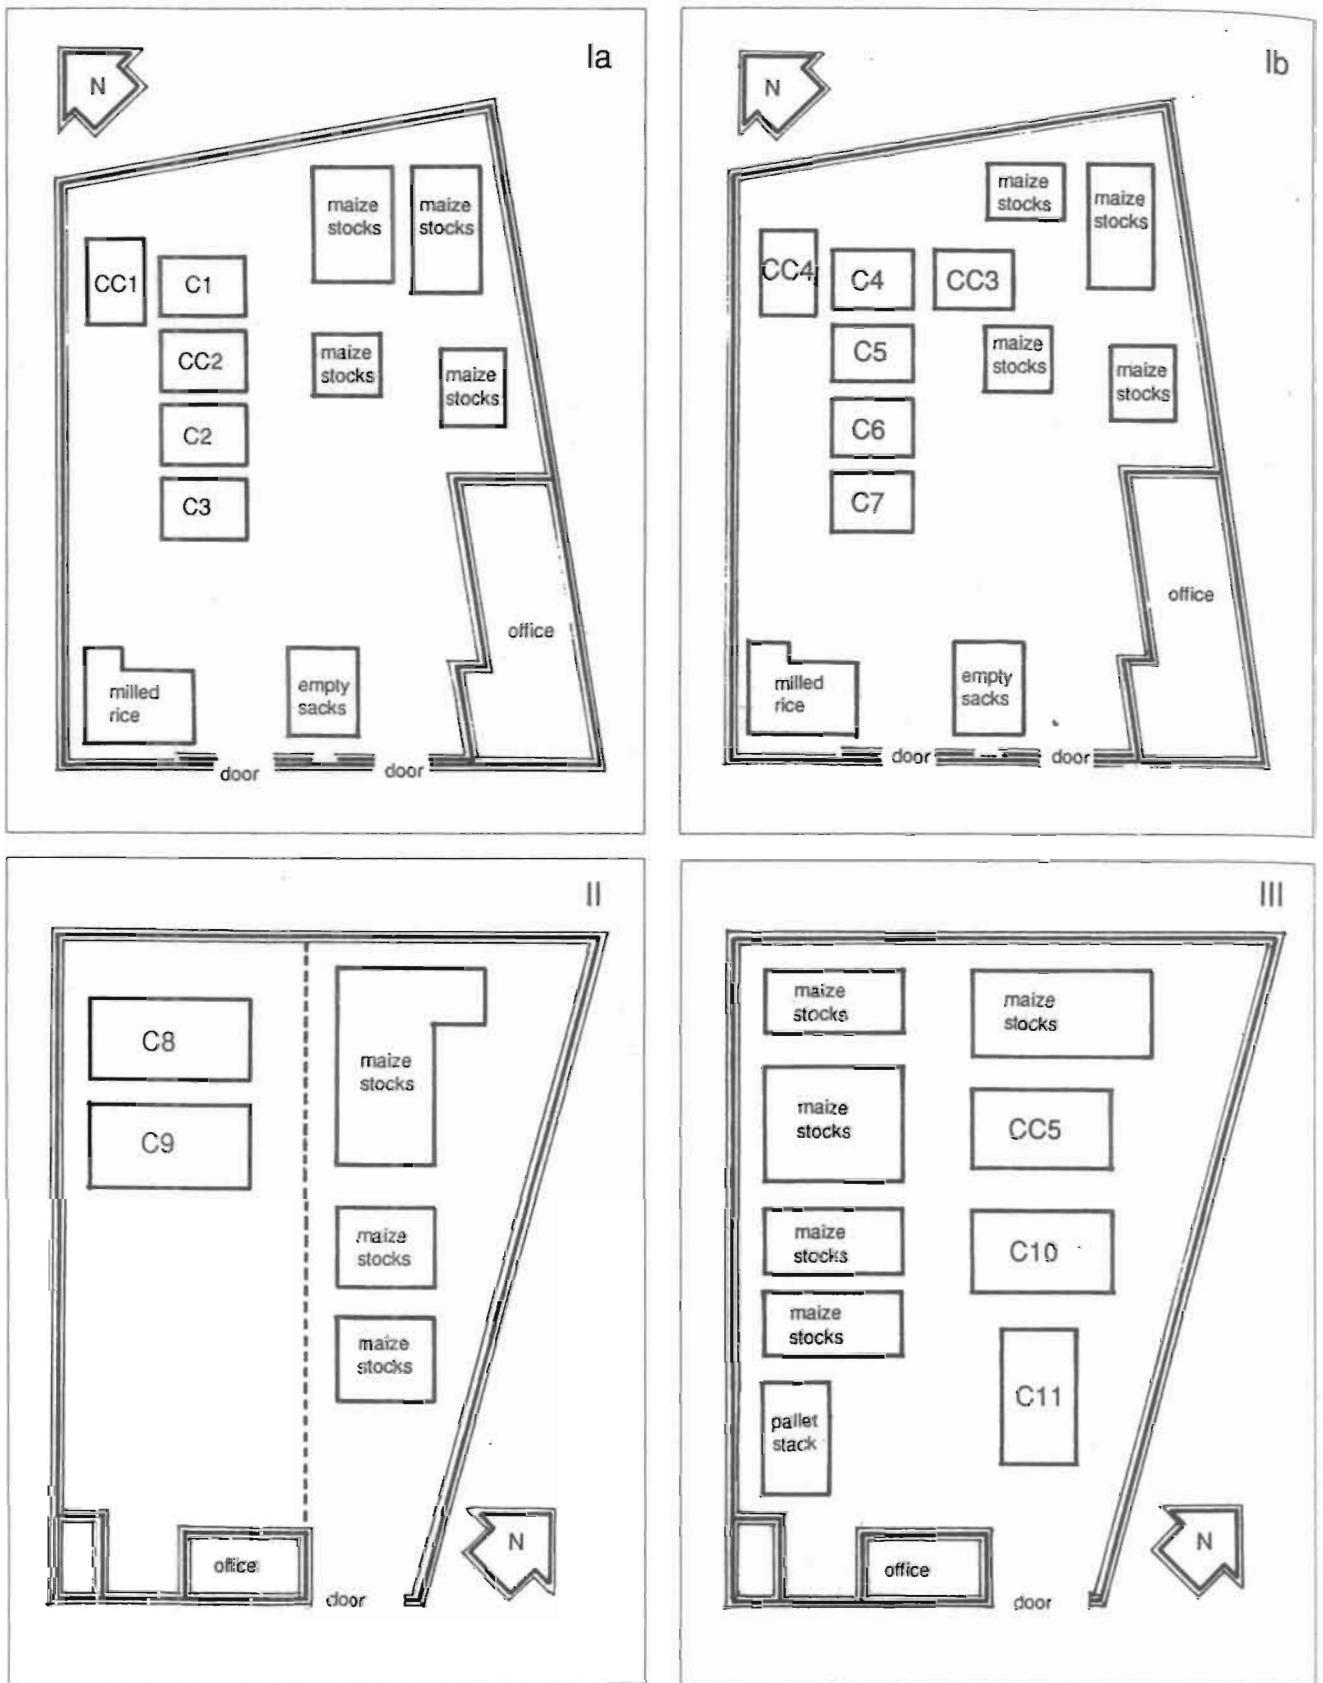 Ia
N
maize
stocks
maize
stocks
CC1
C1
CC2
maize
stocks
maize
stocks
C2
C3
office
milled
rice
empty
sacks
door
door
Ib
N
maize
stocks
maize
stocks
CC4
C4
CC3
C5
maize
stocks
maize
stocks
C6
C7
office
milled
rice
empty
sacks
door
door
II
C8
maize
stocks
C9
maize
stocks
maize
stocks
N
office
door
III
maize
stocks
maize
stocks
maize
stocks
CC5
maize
stocks
C10
maize
stocks
C11
pallet
stack
N
office
door